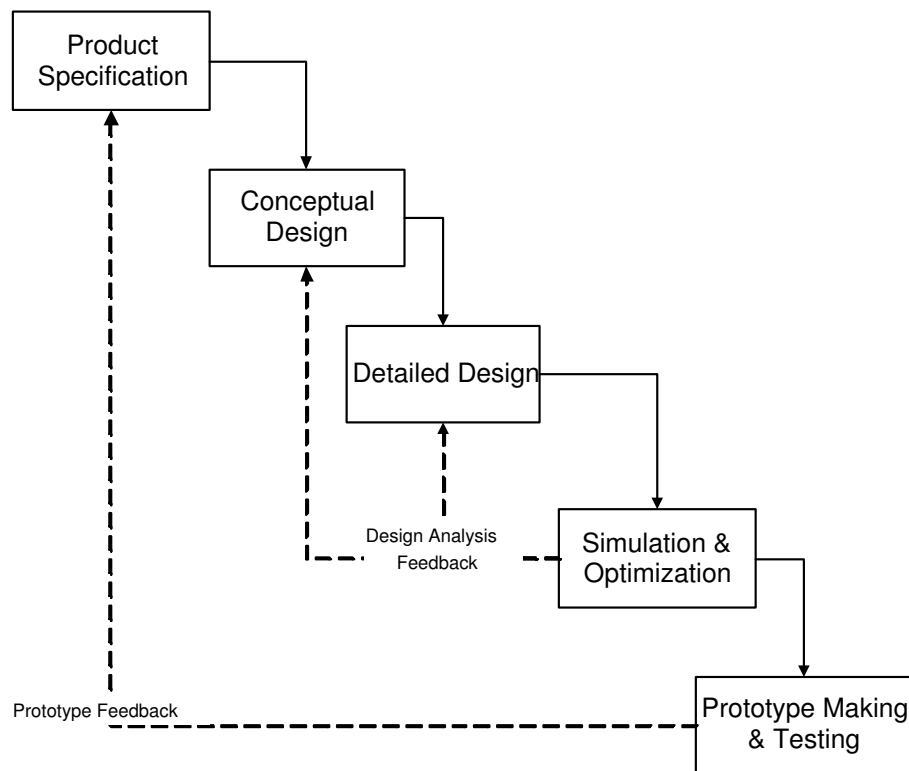 Product
Specification
Conceptual
Design
Detailed Design
Design Analysis
Feedback
Simulation &
Optimization
Prototype Feedback
Prototype Making
& Testing